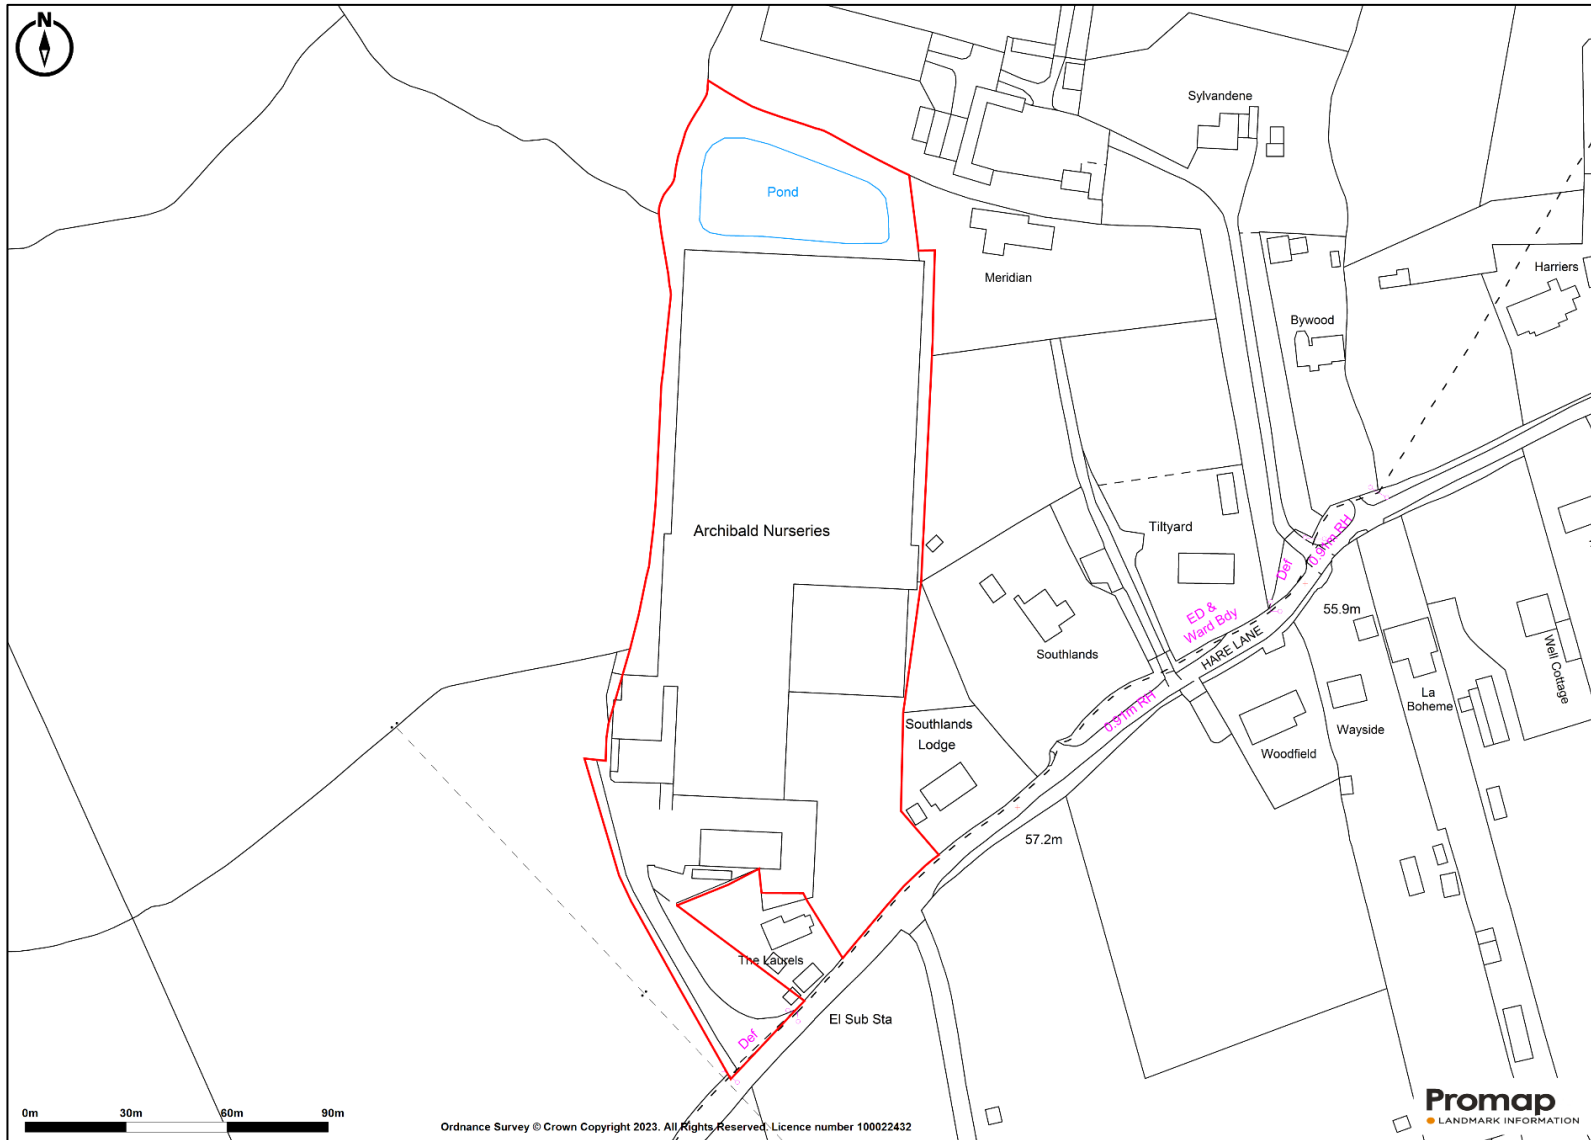 N
Sylvandene
Pond
Meridian
Harriers
Bywood
Archibald Nurseries
Tiltyard
0.91m RH
Def
ED &
Ward Bdy
55.9m
HARE LANE
Southlands
Well Cottage
La
Boheme
0.91m RH
Southlands
Lodge
Wayside
Woodfield
57.2m
The Laurels
El Sub Sta
Def
0m 30m 60m 90m
Ordnance Survey © Crown Copyright 2023. All Rights Reserved. Licence number 100022432
Promap
LANDMARK INFORMATION